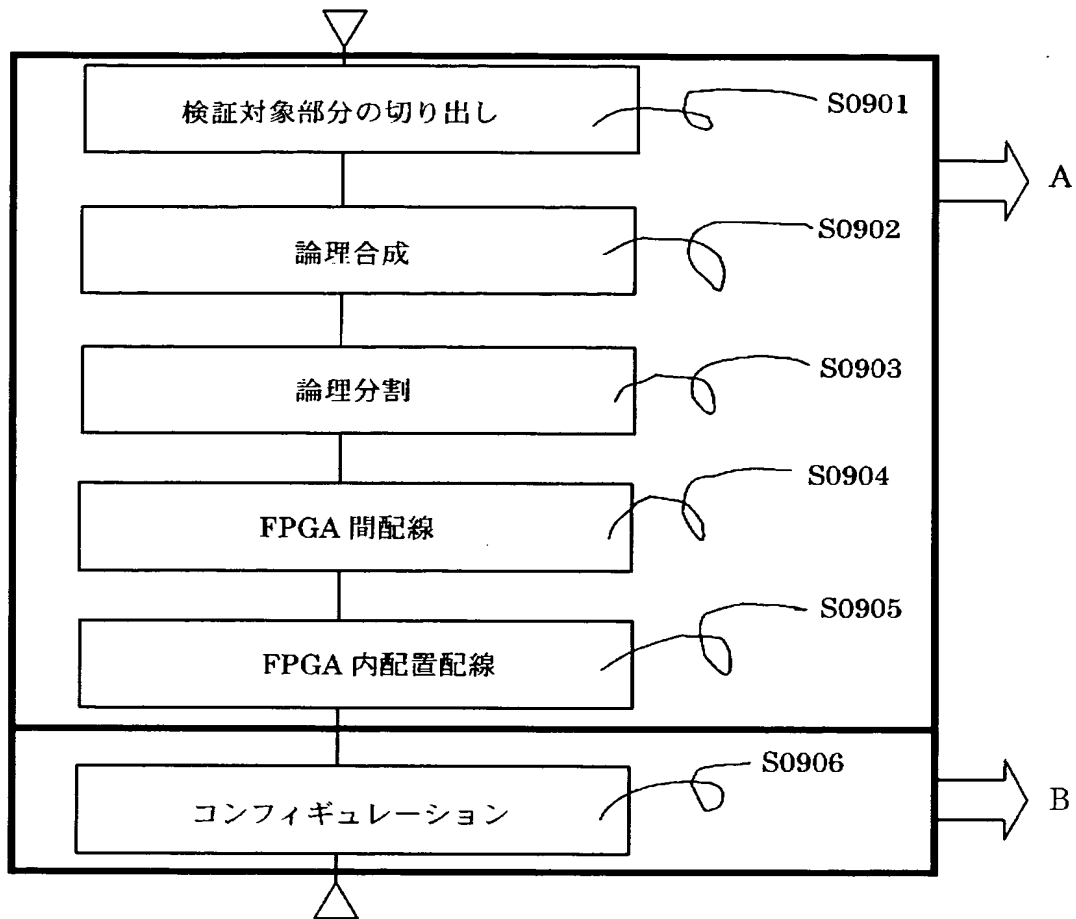 検証対象部分の切り出し
S0901
A
論理合成
S0902
論理分割
S0903
FPGA 間配線
S0904
FPGA 内配置配線
S0905
コンフィギュレーション
S0906
B